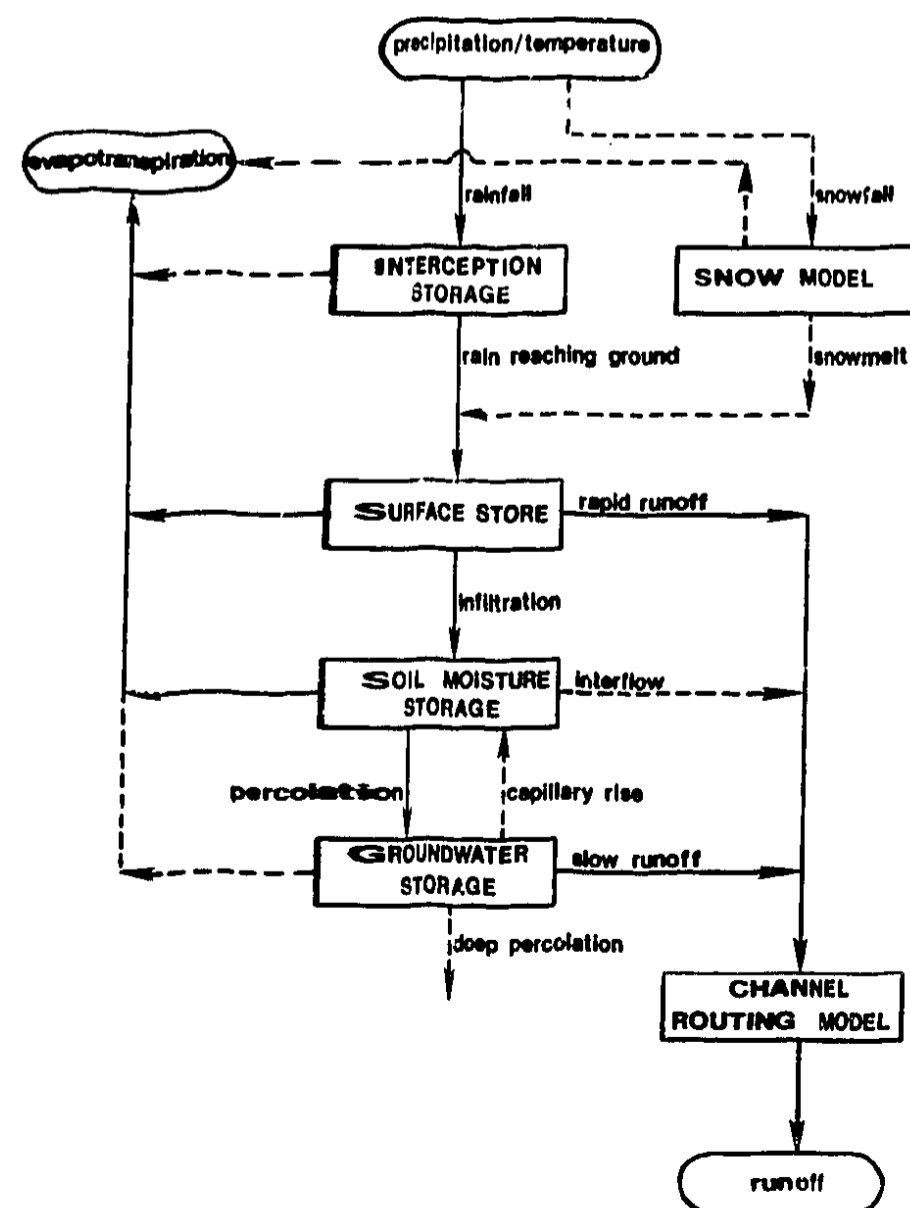 precipitation/temperature
evapotranspiration
rainfall
snowfall
INTERCEPTION
STORAGE
SNOW MODEL
rain reaching ground
snowmelt
SURFACE STORE
rapid runoff
infiltration
SOIL MOISTURE
STORAGE
interflow
percolation
capillary rise
GROUNDWATER
STORAGE
slow runoff
deep percolation
CHANNEL
ROUTING MODEL
runoff